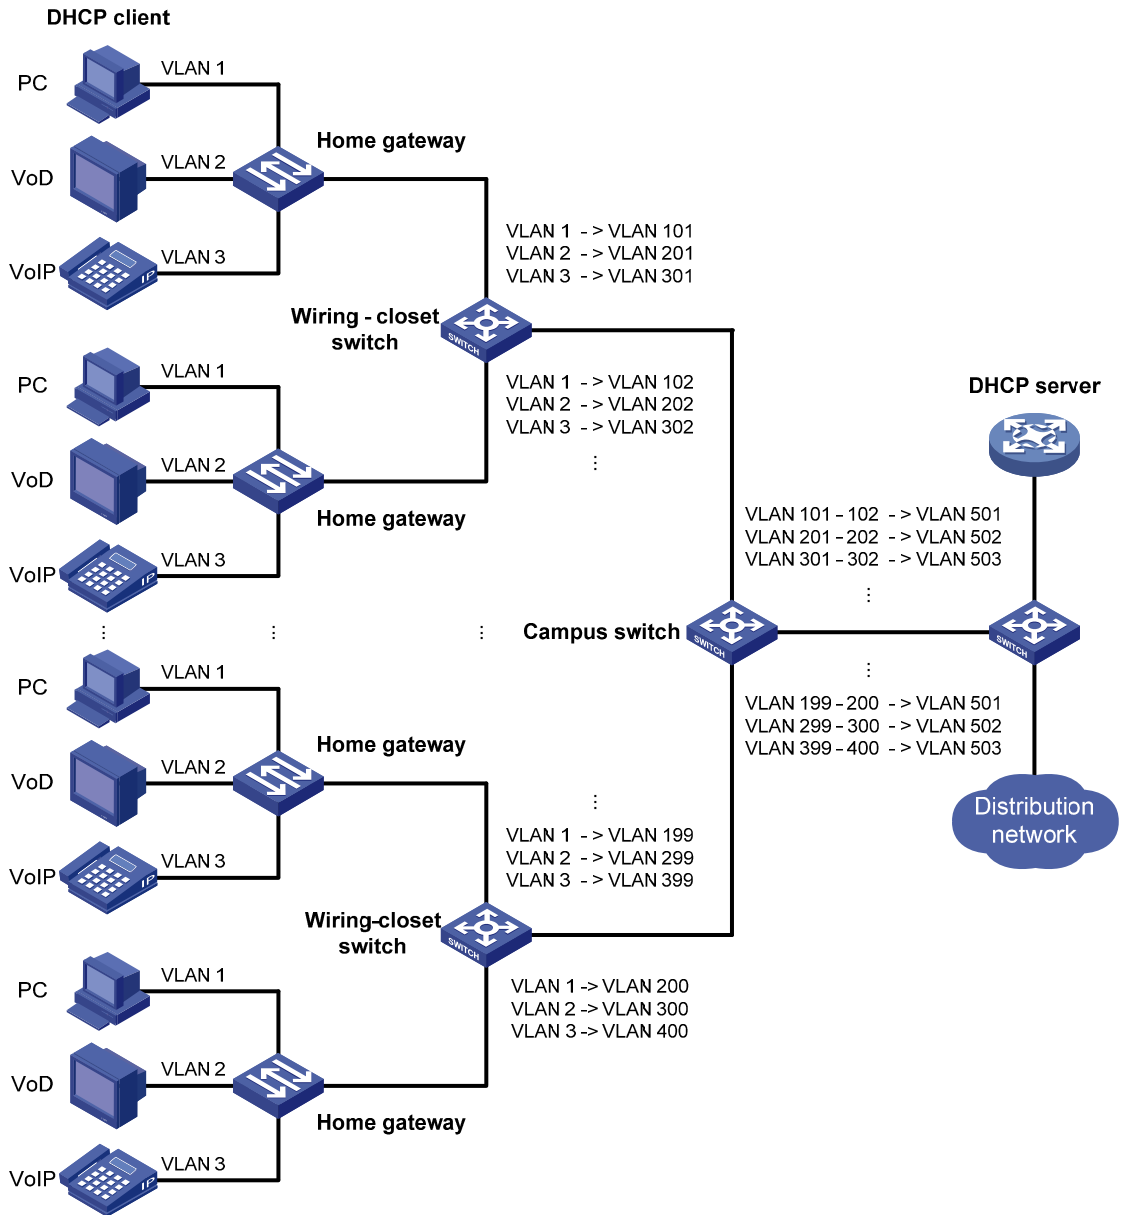 DHCP client
PC
VLAN 1
Home gateway
VoD
VLAN 2
VoIP
VLAN 3
IP
VLAN 1 - > VLAN 101
VLAN 2 - > VLAN 201
VLAN 3 - > VLAN 301
Wiring - closet
switch
SWITCH
PC
VLAN 1
VLAN 1 - > VLAN 102
VLAN 2 - > VLAN 202
VLAN 3 - > VLAN 302
...
DHCP server
VoD
VLAN 2
Home gateway
VoIP
VLAN 3
IP
VLAN 101 - 102 - > VLAN 501
VLAN 201 - 202 - > VLAN 502
VLAN 301 - 302 - > VLAN 503
...
Campus switch
SWITCH
SWITCH
... ... ...
...
VLAN 199 - 200 - > VLAN 501
VLAN 299 - 300 - > VLAN 502
VLAN 399 - 400 - > VLAN 503
PC
VLAN 1
Home gateway
VoD
VLAN 2
Distribution
network
...
VLAN 1 - > VLAN 199
VLAN 2 - > VLAN 299
VLAN 3 - > VLAN 399
VoIP
VLAN 3
IP
Wiring-closet
switch
SWITCH
PC
VLAN 1
VLAN 1 -> VLAN 200
VLAN 2 -> VLAN 300
VLAN 3 -> VLAN 400
VoD
VLAN 2
Home gateway
VoIP
VLAN 3
IP